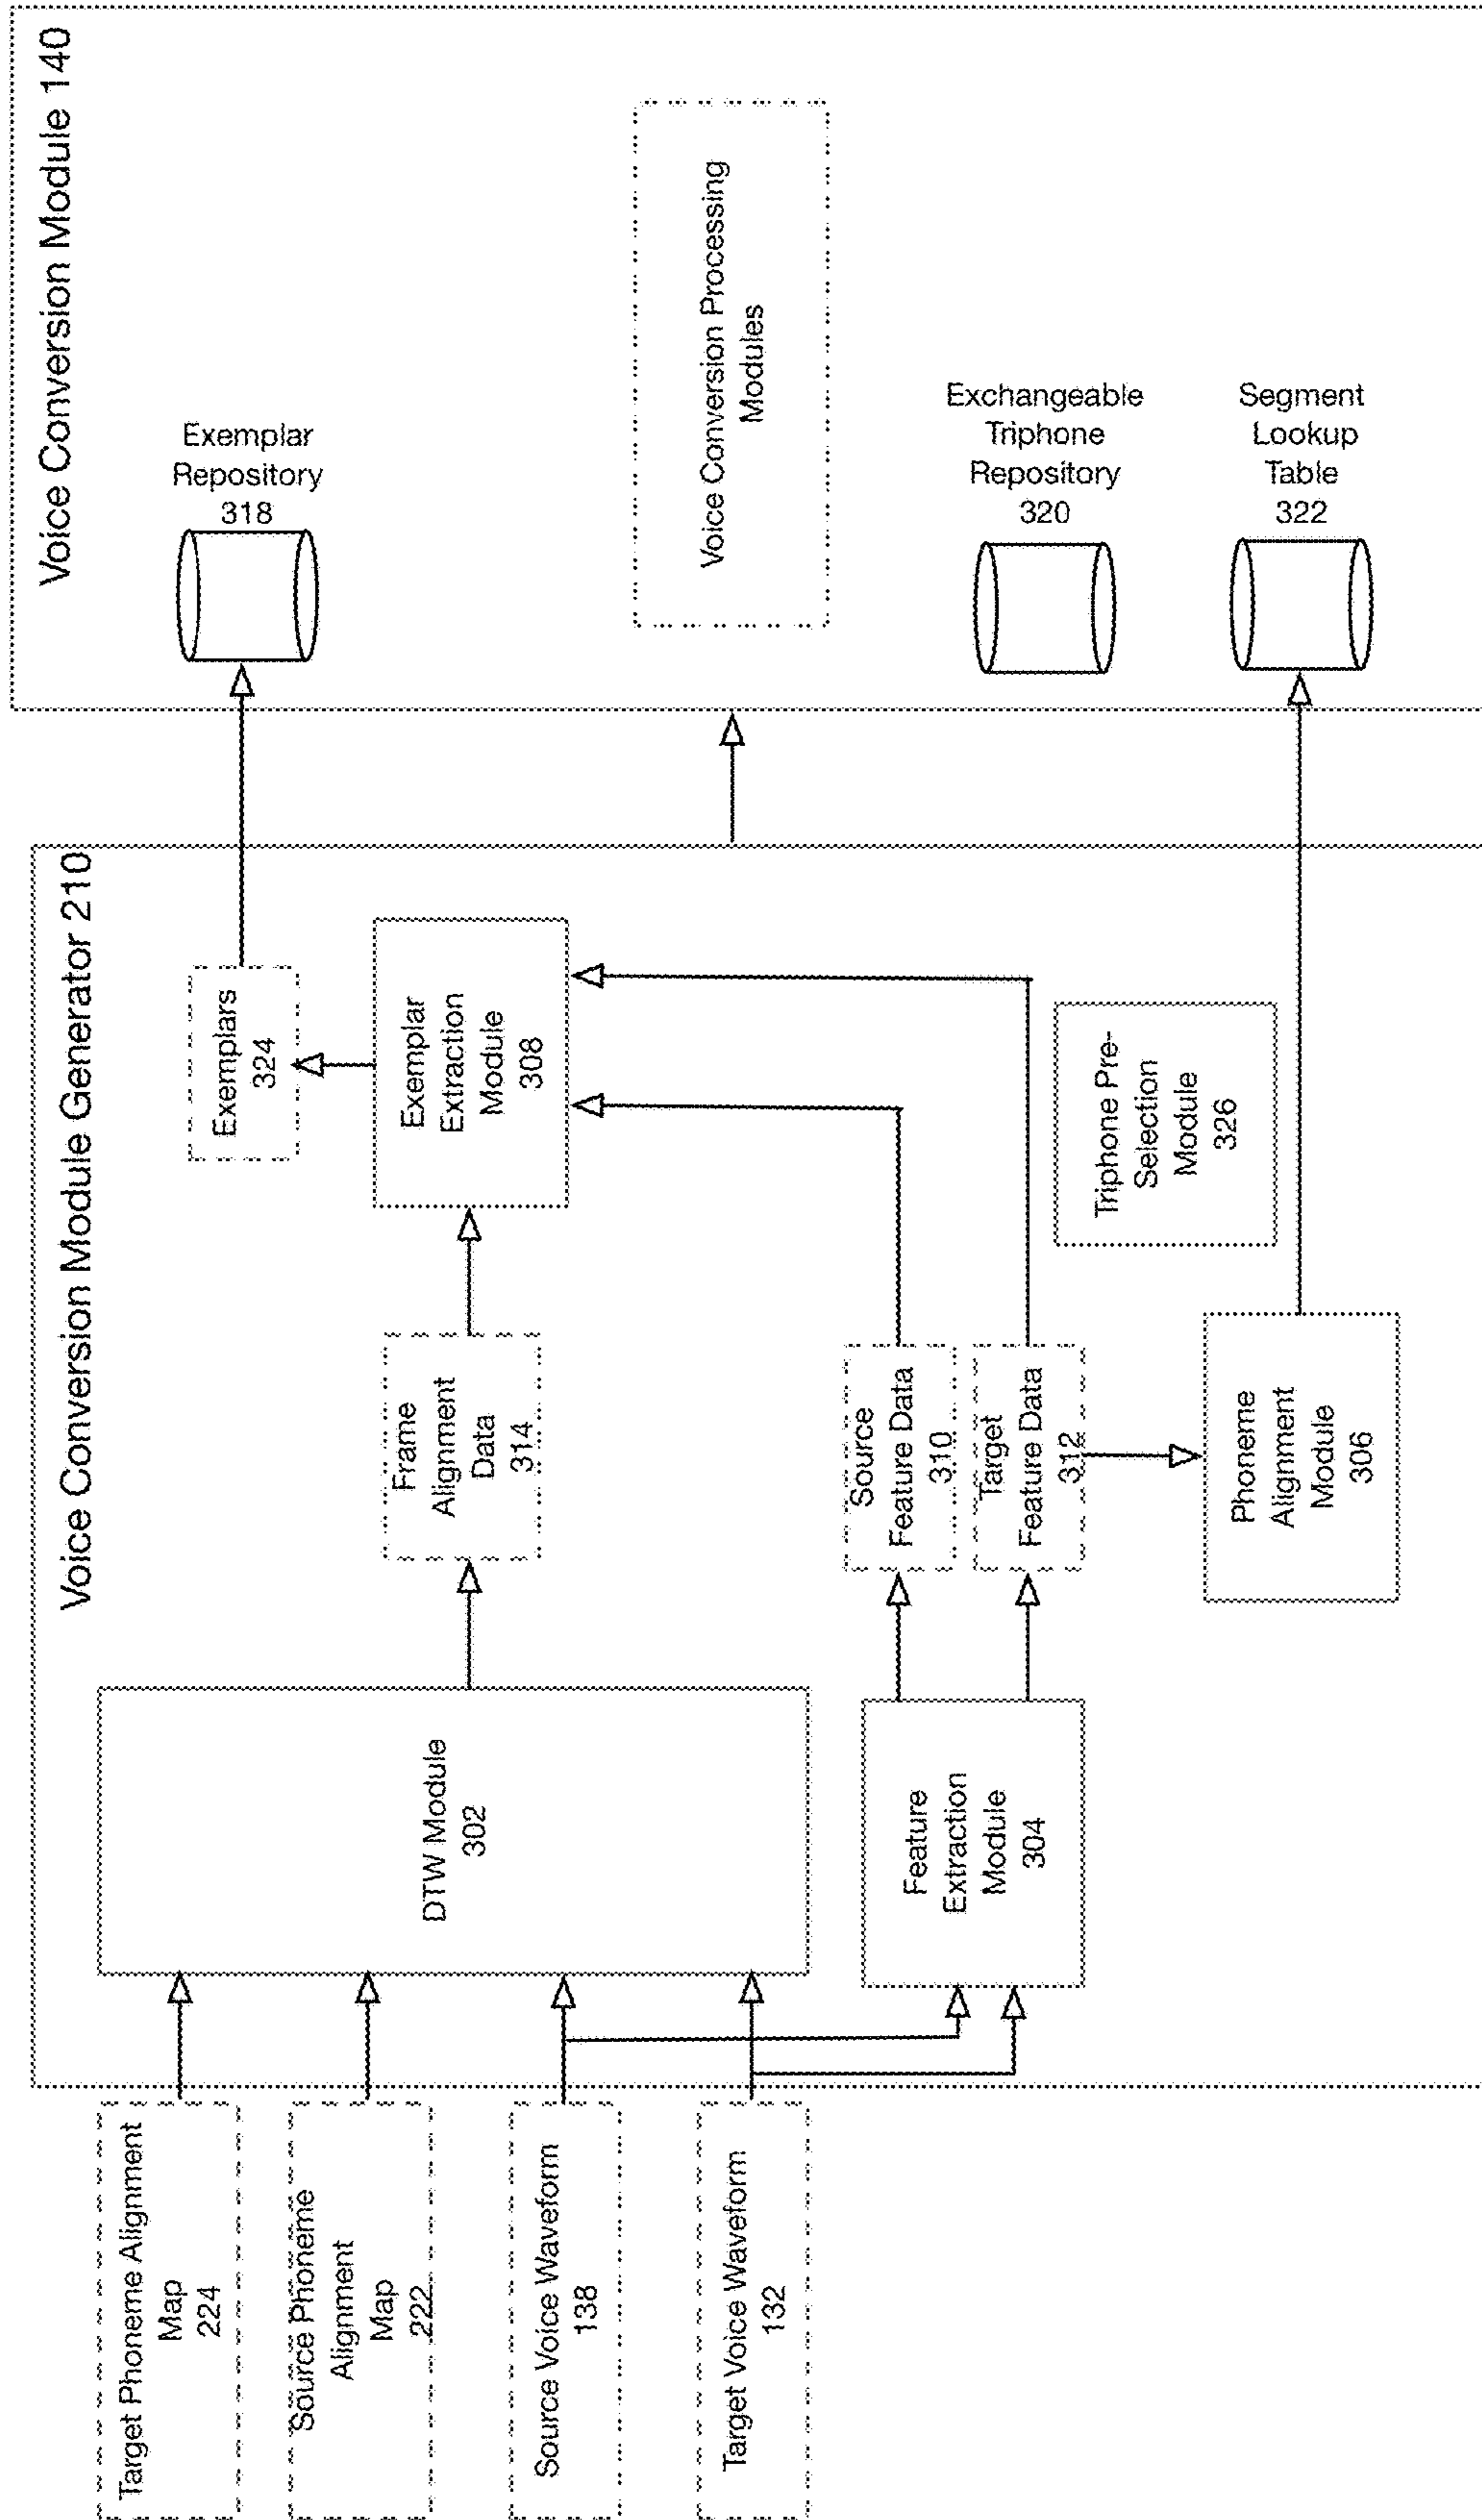 Voice Conversion Module Generator 210
Voice Conversion Module 140
Target Phoneme Alignment
Map
224
Source Phoneme
Alignment
Map
222
Source Voice Waveform
138
Target Voice Waveform
132
DTW Module
302
Feature
Extraction
Module
304
Frame
Alignment
Data
314
Source
Feature Data
310
Target
Feature Data
312
Phoneme
Alignment
Module
306
Exemplars
324
Exemplar
Extraction
Module
308
Triphone Pre-
Selection
Module
326
Exemplar
Repository
318
Voice Conversion Processing
Modules
Exchangeable
Triphone
Repository
320
Segment
Lookup
Table
322